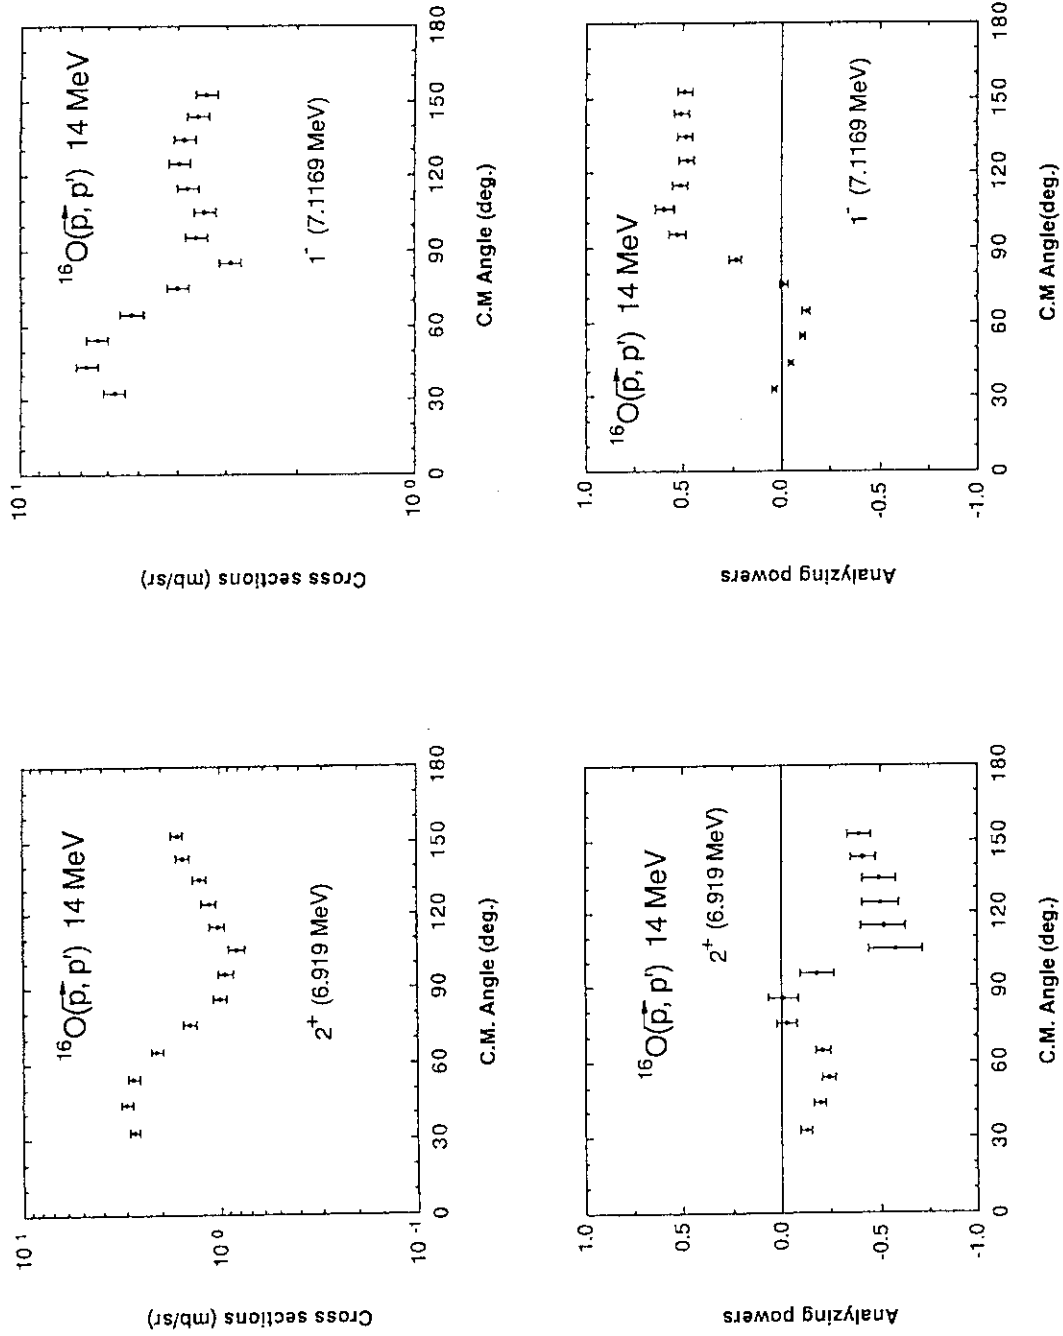 Cross sections (mb/sr)
10¹
10⁰
10⁻¹
¹⁶O(p⃗, p') 14 MeV
2⁺ (6.919 MeV)
0 30 60 90 120 150 180
C.M. Angle (deg.)
Cross sections (mb/sr)
10¹
10⁰
¹⁶O(p⃗, p') 14 MeV
1⁻ (7.1169 MeV)
0 30 60 90 120 150 180
C.M Angle (deg.)
Analyzing powers
1.0
0.5
0.0
-0.5
-1.0
¹⁶O(p⃗, p') 14 MeV
2⁺ (6.919 MeV)
0 30 60 90 120 150 180
C.M. Angle (deg.)
Analyzing powers
1.0
0.5
0.0
-0.5
-1.0
¹⁶O(p⃗, p') 14 MeV
1⁻ (7.1169 MeV)
0 30 60 90 120 150 180
C.M Angle(deg.)